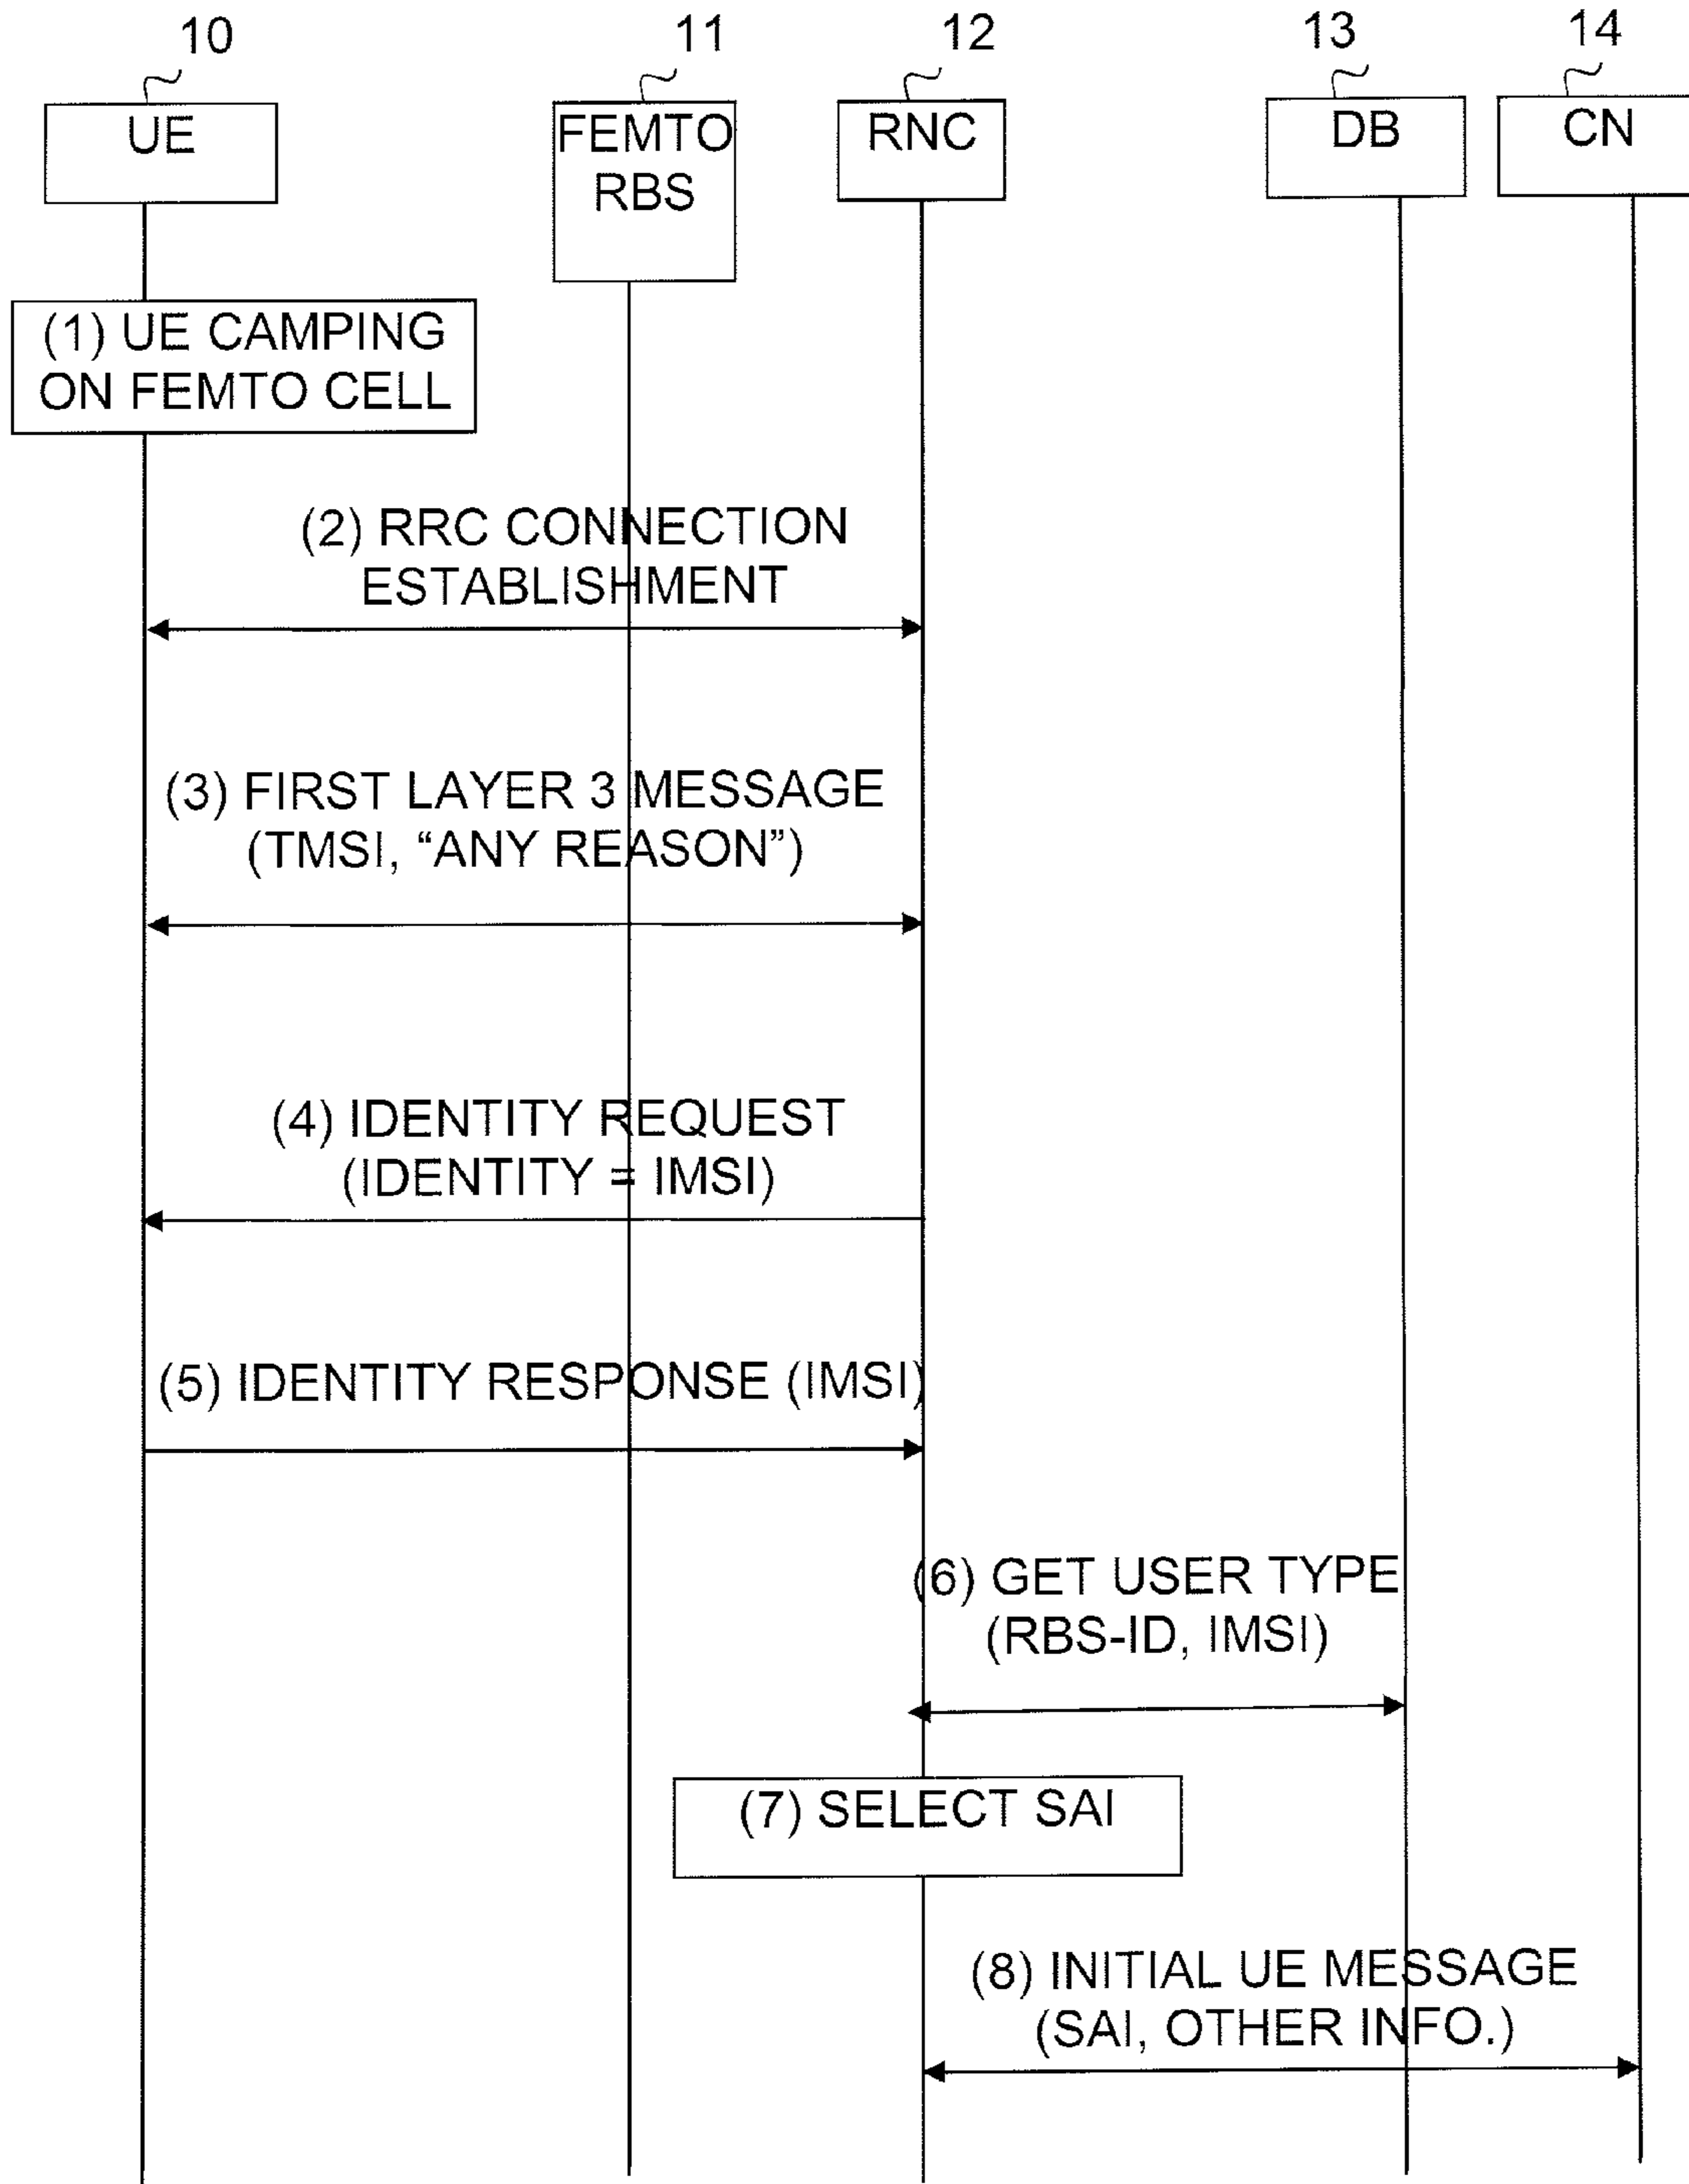 10
11
12
13
14
UE
FEMTO
RBS
RNC
DB
CN
(1) UE CAMPING
ON FEMTO CELL
(2) RRC CONNECTION
ESTABLISHMENT
(3) FIRST LAYER 3 MESSAGE
(TMSI, “ANY REASON”)
(4) IDENTITY REQUEST
(IDENTITY = IMSI)
(5) IDENTITY RESPONSE (IMSI)
(6) GET USER TYPE
(RBS-ID, IMSI)
(7) SELECT SAI
(8) INITIAL UE MESSAGE
(SAI, OTHER INFO.)